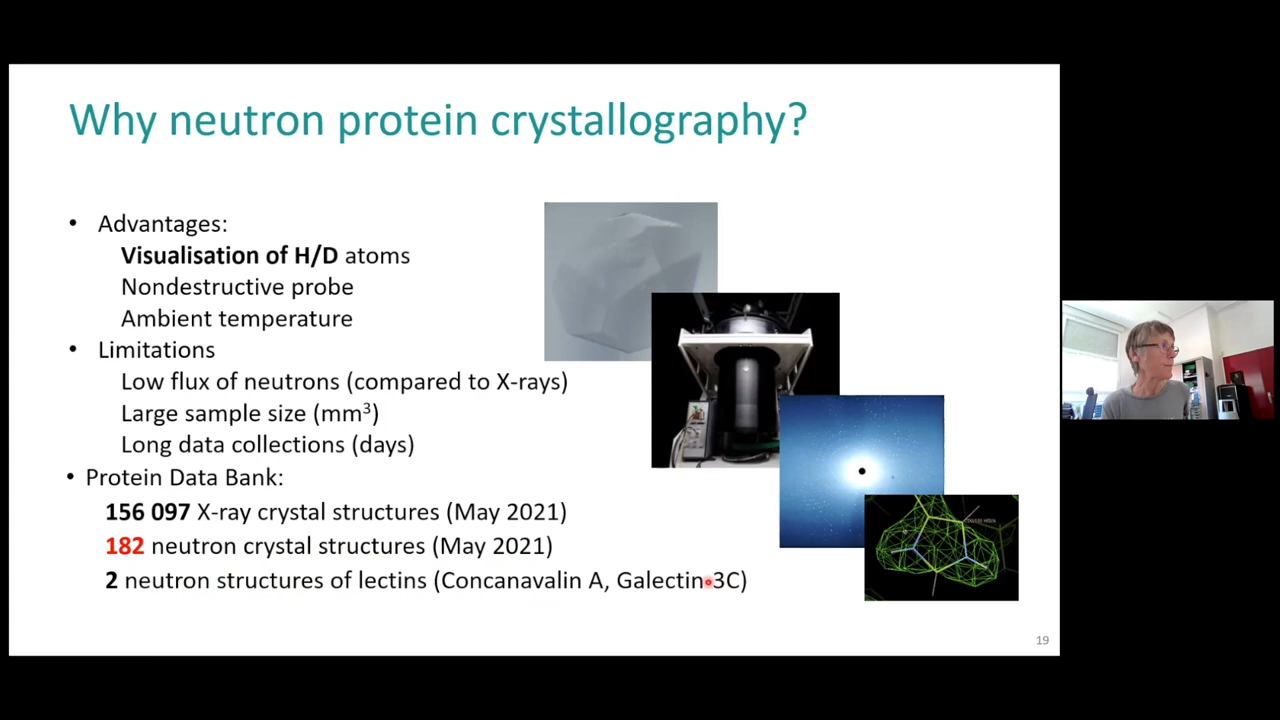 Why neutron protein crystallography?
• Advantages:
Visualisation of H/D atoms
Nondestructive probe
Ambient temperature
• Limitations
Low flux of neutrons (compared to X-rays)
Large sample size (mm³)
Long data collections (days)
• Protein Data Bank:
156 097 X-ray crystal structures (May 2021)
182 neutron crystal structures (May 2021)
2 neutron structures of lectins (Concanavalin A, Galectin-3C)
19